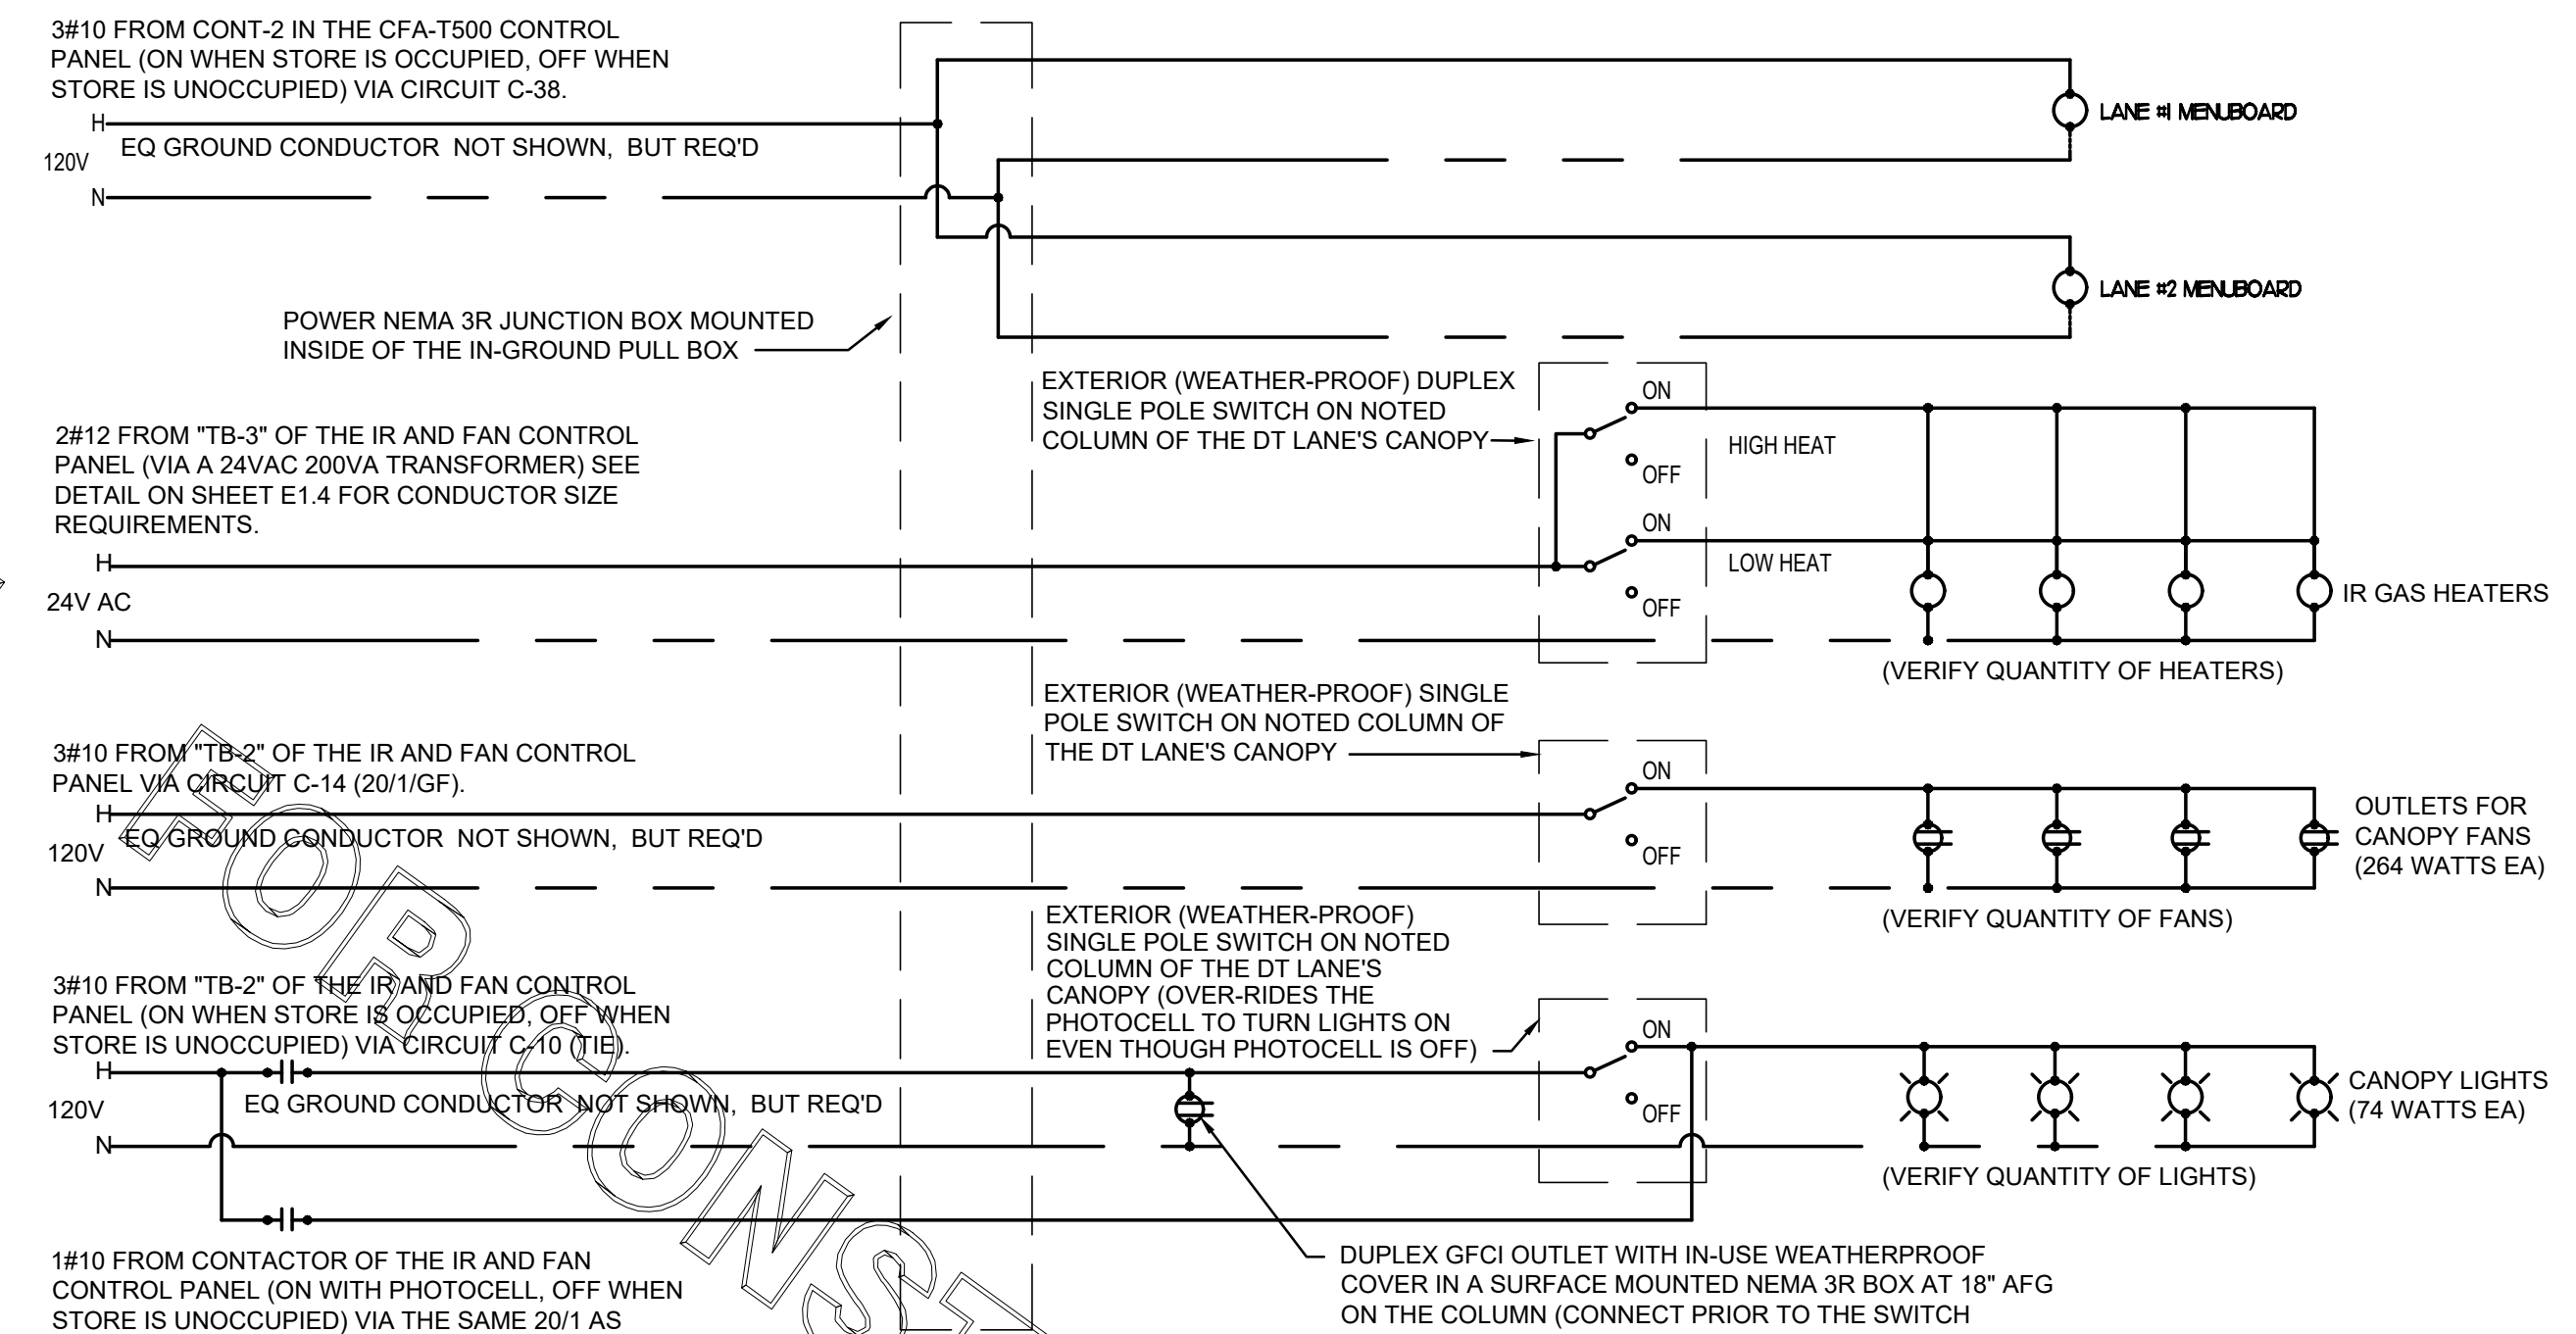 3#10 FROM CONT-2 IN THE CFA-T500 CONTROL
PANEL (ON WHEN STORE IS OCCUPIED, OFF WHEN
STORE IS UNOCCUPIED) VIA CIRCUIT C-38.
H
EQ GROUND CONDUCTOR NOT SHOWN, BUT REQ'D
120V
N
LANE #1 MENUBOARD
LANE #2 MENUBOARD
POWER NEMA 3R JUNCTION BOX MOUNTED
INSIDE OF THE IN-GROUND PULL BOX
EXTERIOR (WEATHER-PROOF) DUPLEX
SINGLE POLE SWITCH ON NOTED
COLUMN OF THE DT LANE'S CANOPY
ON
HIGH HEAT
OFF
ON
LOW HEAT
OFF
2#12 FROM "TB-3" OF THE IR AND FAN CONTROL
PANEL (VIA A 24VAC 200VA TRANSFORMER) SEE
DETAIL ON SHEET E1.4 FOR CONDUCTOR SIZE
REQUIREMENTS.
H
24V AC
N
IR GAS HEATERS
(VERIFY QUANTITY OF HEATERS)
EXTERIOR (WEATHER-PROOF) SINGLE
POLE SWITCH ON NOTED COLUMN OF
THE DT LANE'S CANOPY
3#10 FROM "TB-2" OF THE IR AND FAN CONTROL
PANEL VIA CIRCUIT C-14 (20/1/GF).
H
EQ GROUND CONDUCTOR NOT SHOWN, BUT REQ'D
120V
N
ON
OFF
OUTLETS FOR
CANOPY FANS
(264 WATTS EA)
(VERIFY QUANTITY OF FANS)
EXTERIOR (WEATHER-PROOF)
SINGLE POLE SWITCH ON NOTED
COLUMN OF THE DT LANE'S
CANOPY (OVER-RIDES THE
PHOTOCELL TO TURN LIGHTS ON
EVEN THOUGH PHOTOCELL IS OFF)
3#10 FROM "TB-2" OF THE IR AND FAN CONTROL
PANEL (ON WHEN STORE IS OCCUPIED, OFF WHEN
STORE IS UNOCCUPIED) VIA CIRCUIT C-10 (TIE).
H
120V
EQ GROUND CONDUCTOR NOT SHOWN, BUT REQ'D
N
ON
OFF
CANOPY LIGHTS
(74 WATTS EA)
(VERIFY QUANTITY OF LIGHTS)
1#10 FROM CONTACTOR OF THE IR AND FAN
CONTROL PANEL (ON WITH PHOTOCELL, OFF WHEN
STORE IS UNOCCUPIED) VIA THE SAME 20/1 AS
DUPLEX GFCI OUTLET WITH IN-USE WEATHERPROOF
COVER IN A SURFACE MOUNTED NEMA 3R BOX AT 18" AFG
ON THE COLUMN (CONNECT PRIOR TO THE SWITCH
FOR CONST